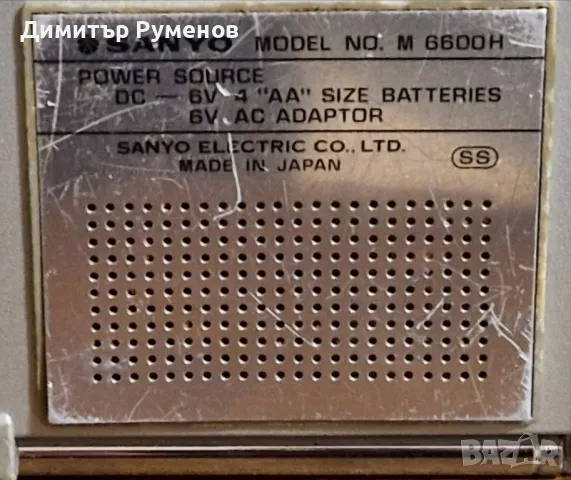 Димитър Руменов
SANYO MODEL NO. M 6600H
POWER SOURCE
DC — 6V 4 "AA" SIZE BATTERIES
6V AC ADAPTOR
SANYO ELECTRIC CO., LTD.
MADE IN JAPAN
SS
BAZAR